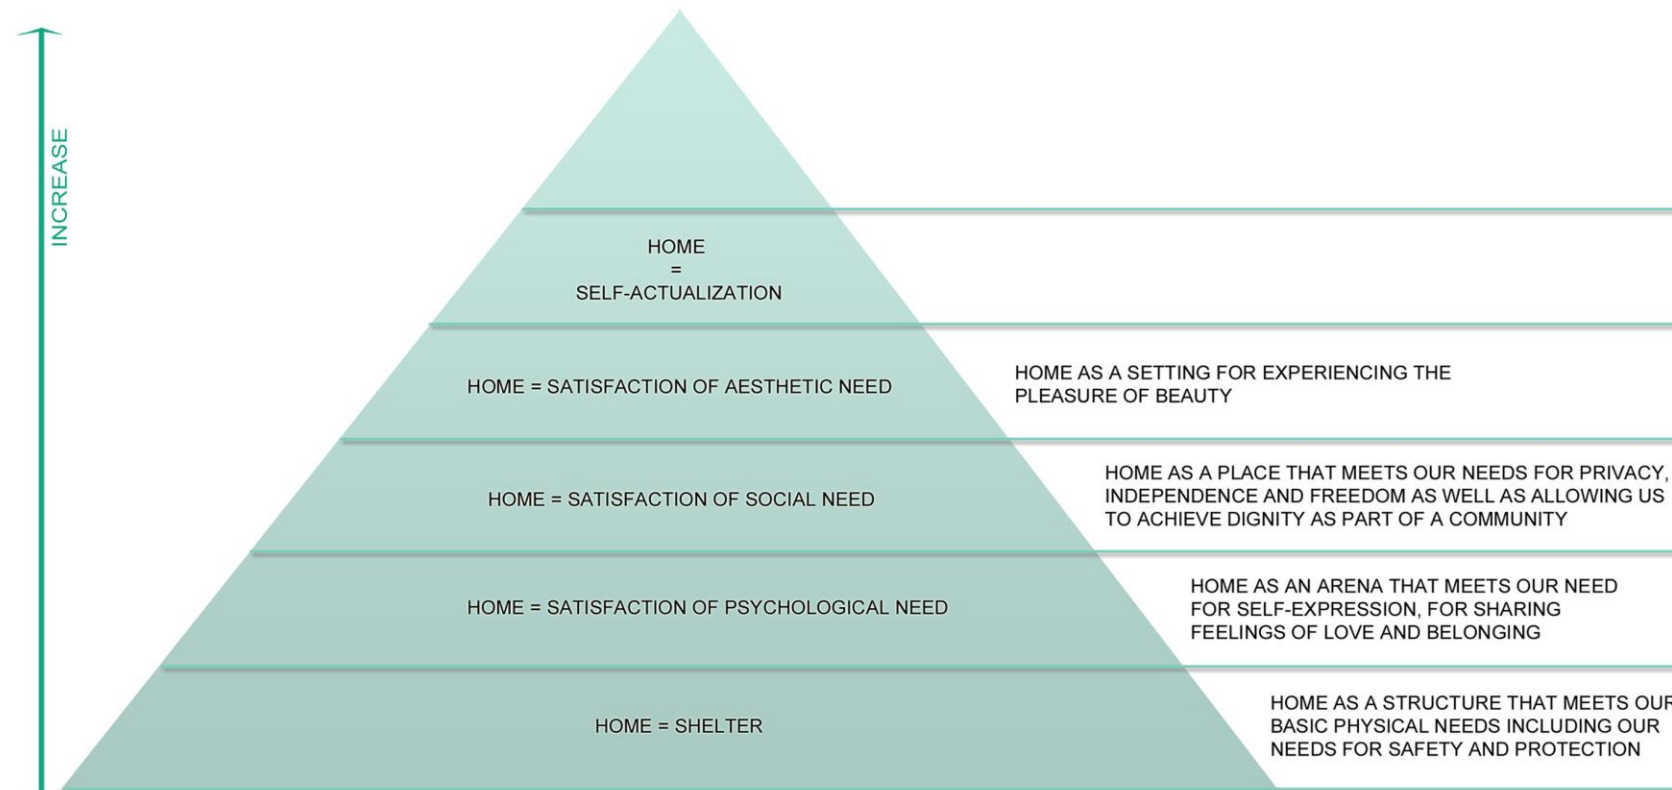 INCREASE
HOME
=
SELF-ACTUALIZATION
HOME = SATISFACTION OF AESTHETIC NEED
HOME AS A SETTING FOR EXPERIENCING THE
PLEASURE OF BEAUTY
HOME = SATISFACTION OF SOCIAL NEED
HOME AS A PLACE THAT MEETS OUR NEEDS FOR PRIVACY,
INDEPENDENCE AND FREEDOM AS WELL AS ALLOWING US
TO ACHIEVE DIGNITY AS PART OF A COMMUNITY
HOME = SATISFACTION OF PSYCHOLOGICAL NEED
HOME AS AN ARENA THAT MEETS OUR NEED
FOR SELF-EXPRESSION, FOR SHARING
FEELINGS OF LOVE AND BELONGING
HOME = SHELTER
HOME AS A STRUCTURE THAT MEETS OUR
BASIC PHYSICAL NEEDS INCLUDING OUR
NEEDS FOR SAFETY AND PROTECTION